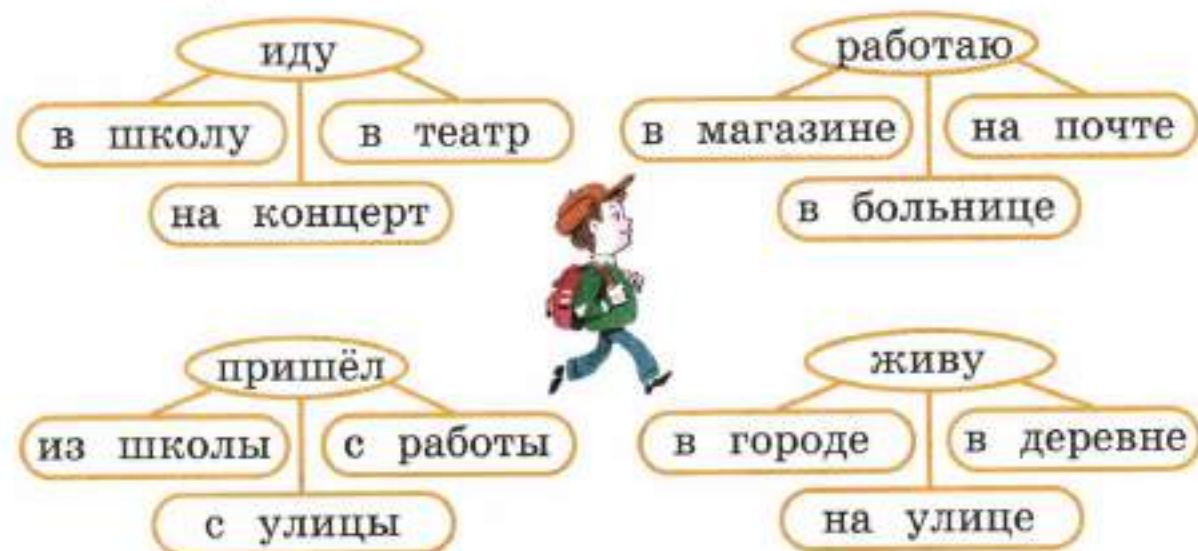 иду
в школу
в театр
на концерт
работаю
в магазине
на почте
в больнице
пришёл
из школы
с работы
с улицы
живу
в городе
в деревне
на улице